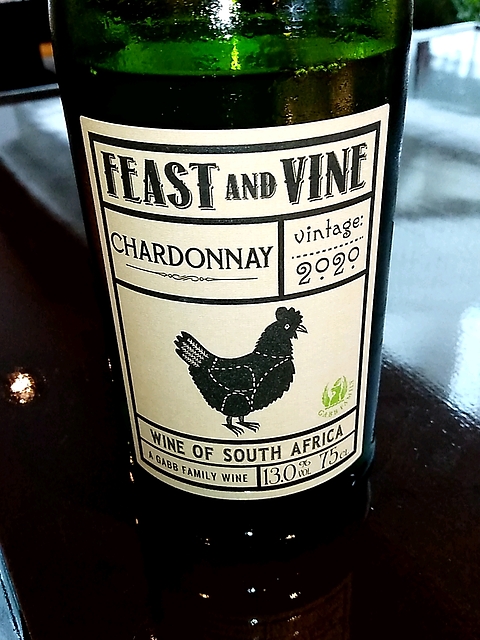 FEAST AND VINE
CHARDONNAY
vintage:
2020
WINE OF SOUTH AFRICA
A GABB FAMILY WINE
13.0% VOL 75CL